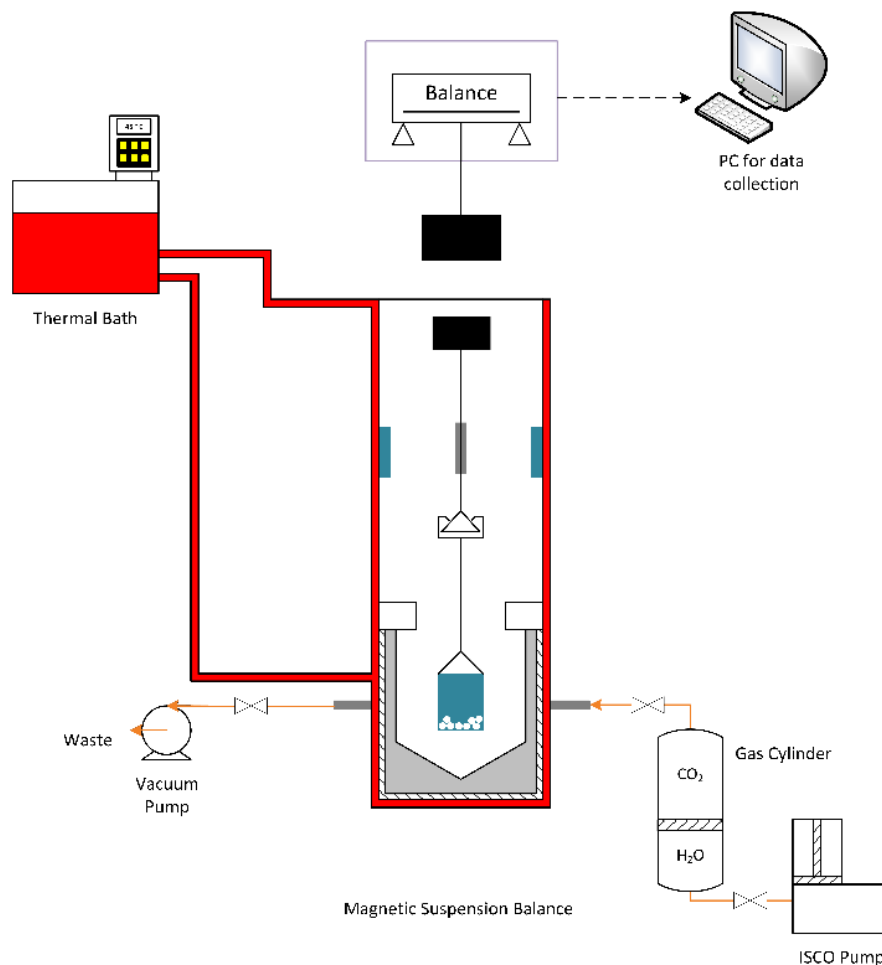 Balance
PC for data
collection
Thermal Bath
Waste
Vacuum
Pump
Gas Cylinder
CO₂
H₂O
Magnetic Suspension Balance
ISCO Pump